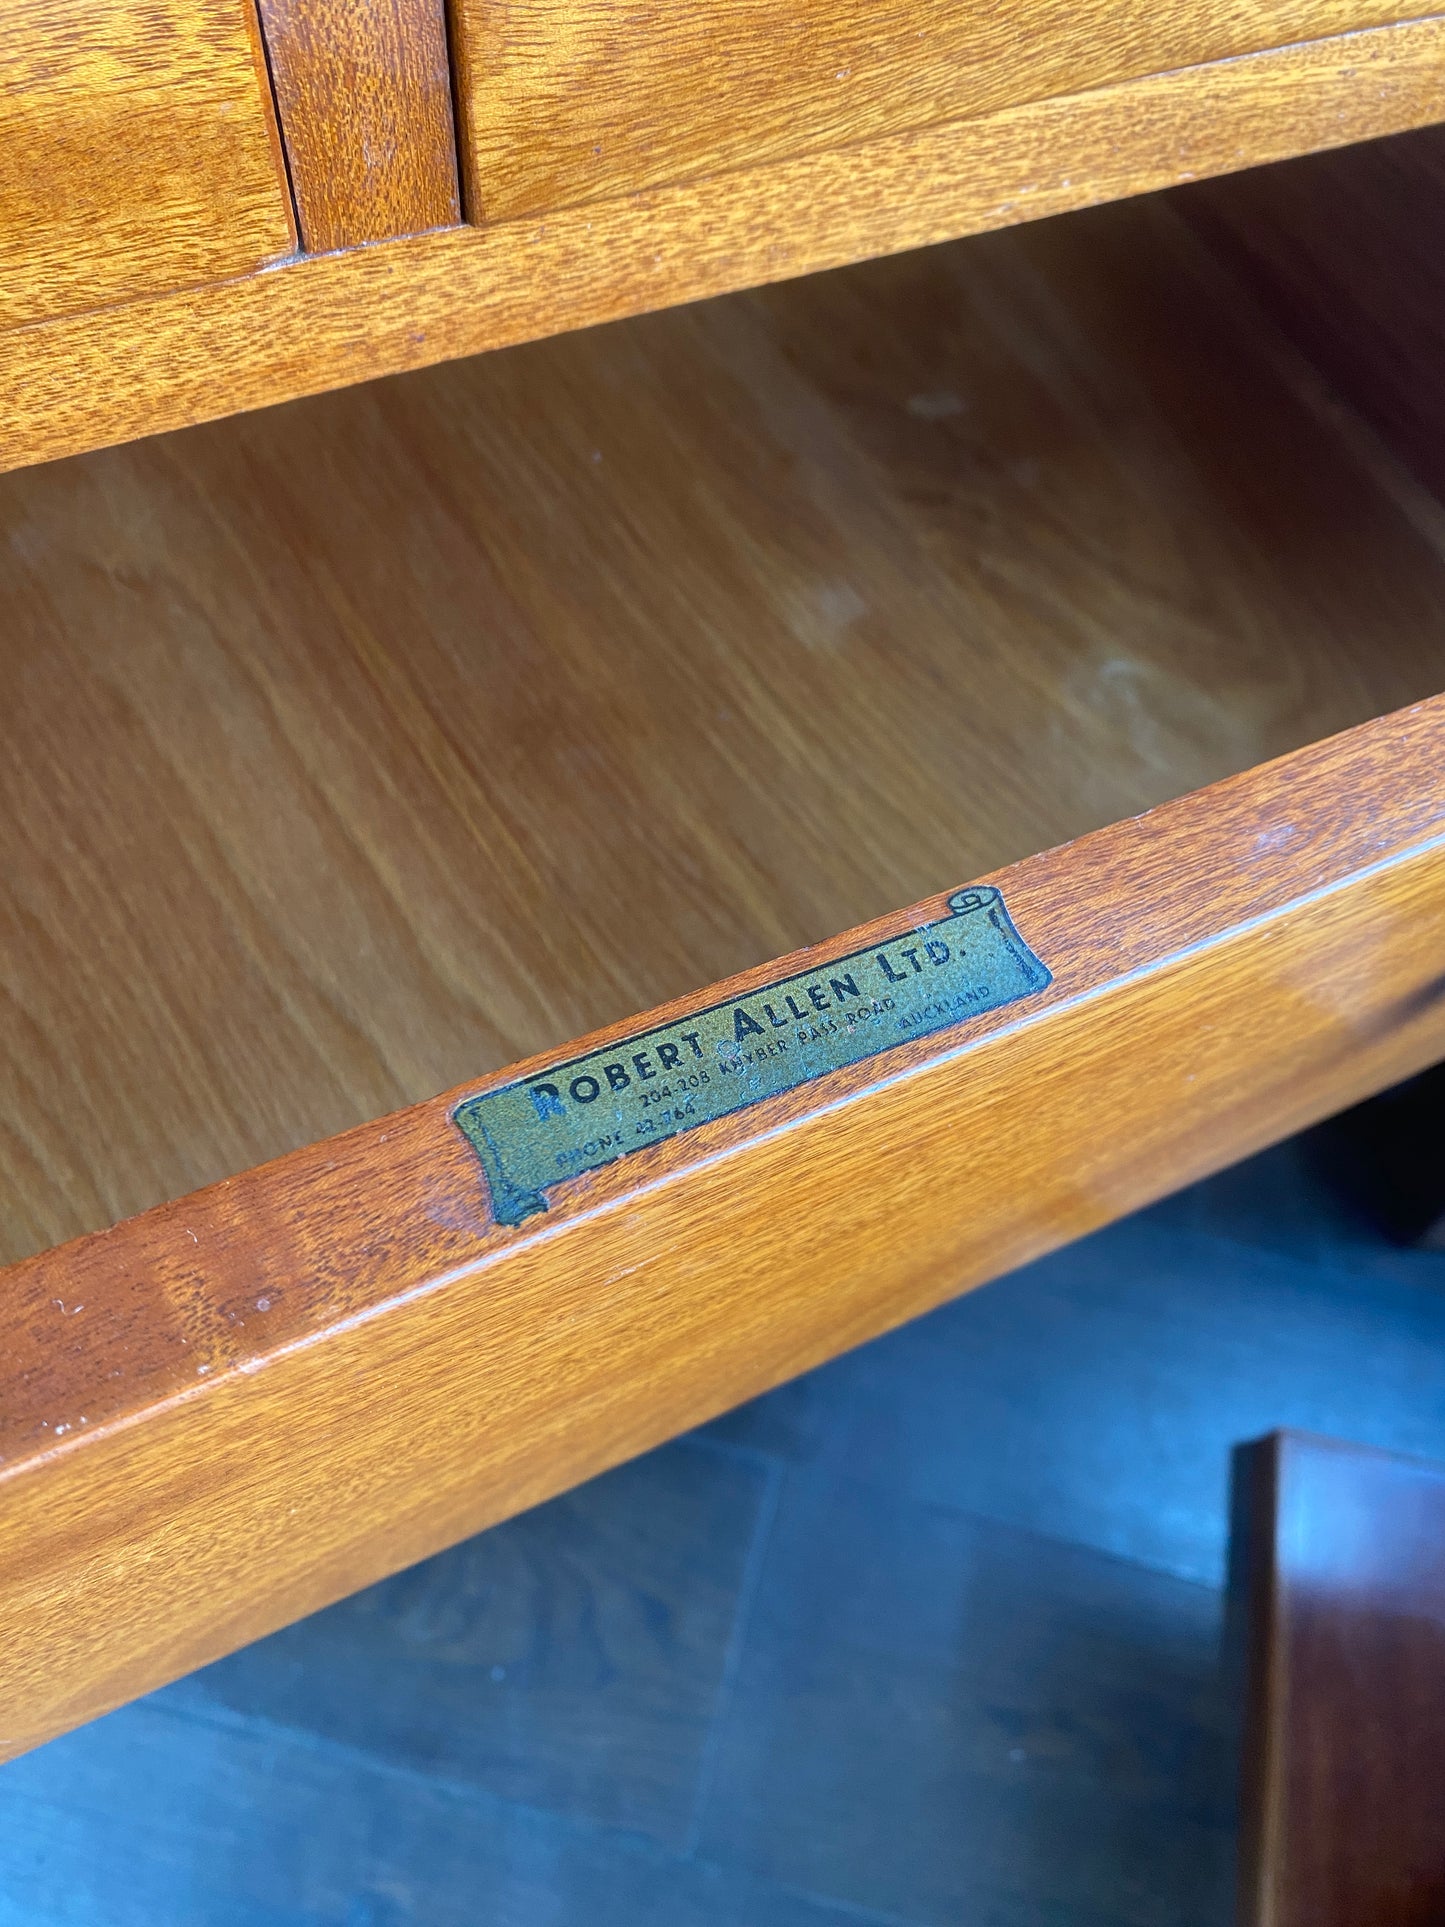 ROBERT ALLEN LTD.
204-208 KHYBER PASS ROAD
PHONE 42-764 AUCKLAND